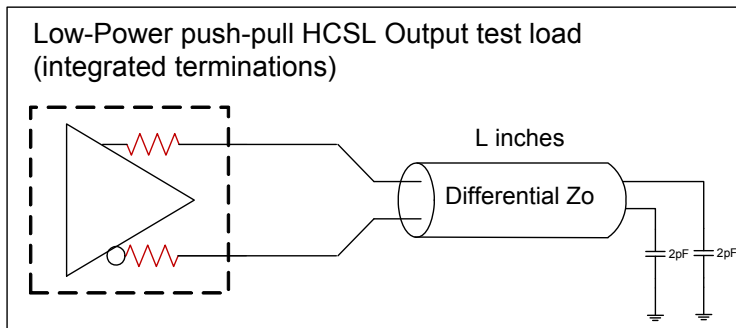 Low-Power push-pull HCSL Output test load
(integrated terminations)
L inches
Differential Zo
2pF
2pF